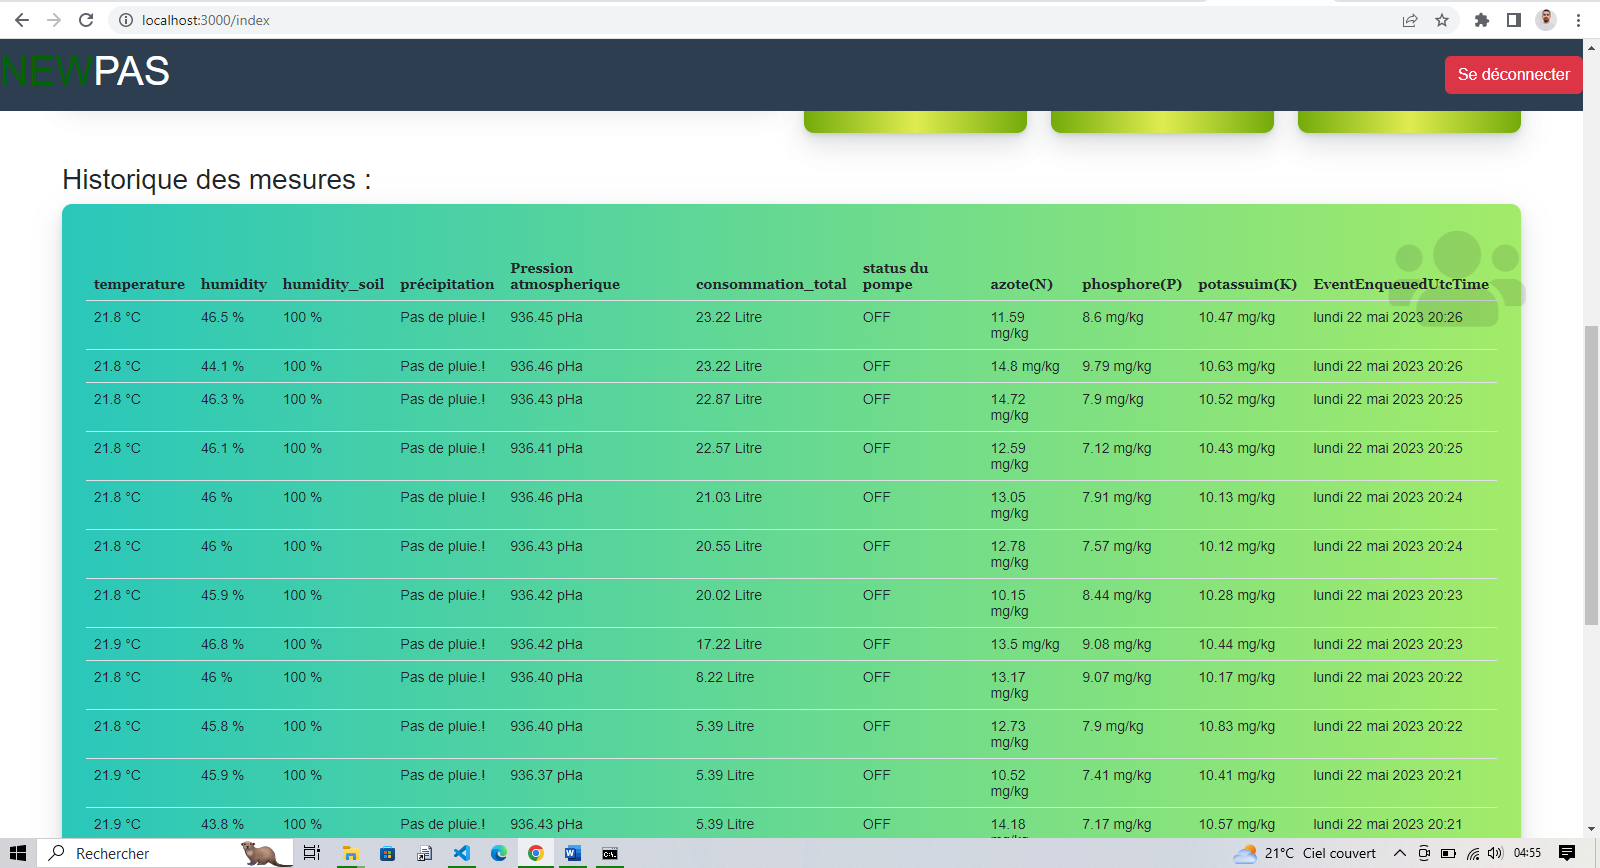 localhost:3000/index
NEWPAS
Se déconnecter
Historique des mesures :
temperature humidity humidity_soil précipitation Pression atmospherique consommation_total status du pompe azote(N) phosphore(P) potassuim(K) EventEnqueuedUtcTime
21.8 °C 46.5 % 100 % Pas de pluie.! 936.45 pHa 23.22 Litre OFF 11.59 mg/kg 8.6 mg/kg 10.47 mg/kg lundi 22 mai 2023 20:26
21.8 °C 44.1 % 100 % Pas de pluie.! 936.46 pHa 23.22 Litre OFF 14.8 mg/kg 9.79 mg/kg 10.63 mg/kg lundi 22 mai 2023 20:26
21.8 °C 46.3 % 100 % Pas de pluie.! 936.43 pHa 22.87 Litre OFF 14.72 mg/kg 7.9 mg/kg 10.52 mg/kg lundi 22 mai 2023 20:25
21.8 °C 46.1 % 100 % Pas de pluie.! 936.41 pHa 22.57 Litre OFF 12.59 mg/kg 7.12 mg/kg 10.43 mg/kg lundi 22 mai 2023 20:25
21.8 °C 46 % 100 % Pas de pluie.! 936.46 pHa 21.03 Litre OFF 13.05 mg/kg 7.91 mg/kg 10.13 mg/kg lundi 22 mai 2023 20:24
21.8 °C 46 % 100 % Pas de pluie.! 936.43 pHa 20.55 Litre OFF 12.78 mg/kg 7.57 mg/kg 10.12 mg/kg lundi 22 mai 2023 20:24
21.8 °C 45.9 % 100 % Pas de pluie.! 936.42 pHa 20.02 Litre OFF 10.15 mg/kg 8.44 mg/kg 10.28 mg/kg lundi 22 mai 2023 20:23
21.9 °C 46.8 % 100 % Pas de pluie.! 936.42 pHa 17.22 Litre OFF 13.5 mg/kg 9.08 mg/kg 10.44 mg/kg lundi 22 mai 2023 20:23
21.8 °C 46 % 100 % Pas de pluie.! 936.40 pHa 8.22 Litre OFF 13.17 mg/kg 9.07 mg/kg 10.17 mg/kg lundi 22 mai 2023 20:22
21.8 °C 45.8 % 100 % Pas de pluie.! 936.40 pHa 5.39 Litre OFF 12.73 mg/kg 7.9 mg/kg 10.83 mg/kg lundi 22 mai 2023 20:22
21.9 °C 45.9 % 100 % Pas de pluie.! 936.37 pHa 5.39 Litre OFF 10.52 mg/kg 7.41 mg/kg 10.41 mg/kg lundi 22 mai 2023 20:21
21.9 °C 43.8 % 100 % Pas de pluie.! 936.43 pHa 5.39 Litre OFF 14.18 7.17 mg/kg 10.57 mg/kg lundi 22 mai 2023 20:21
Rechercher
21°C Ciel couvert
04:55